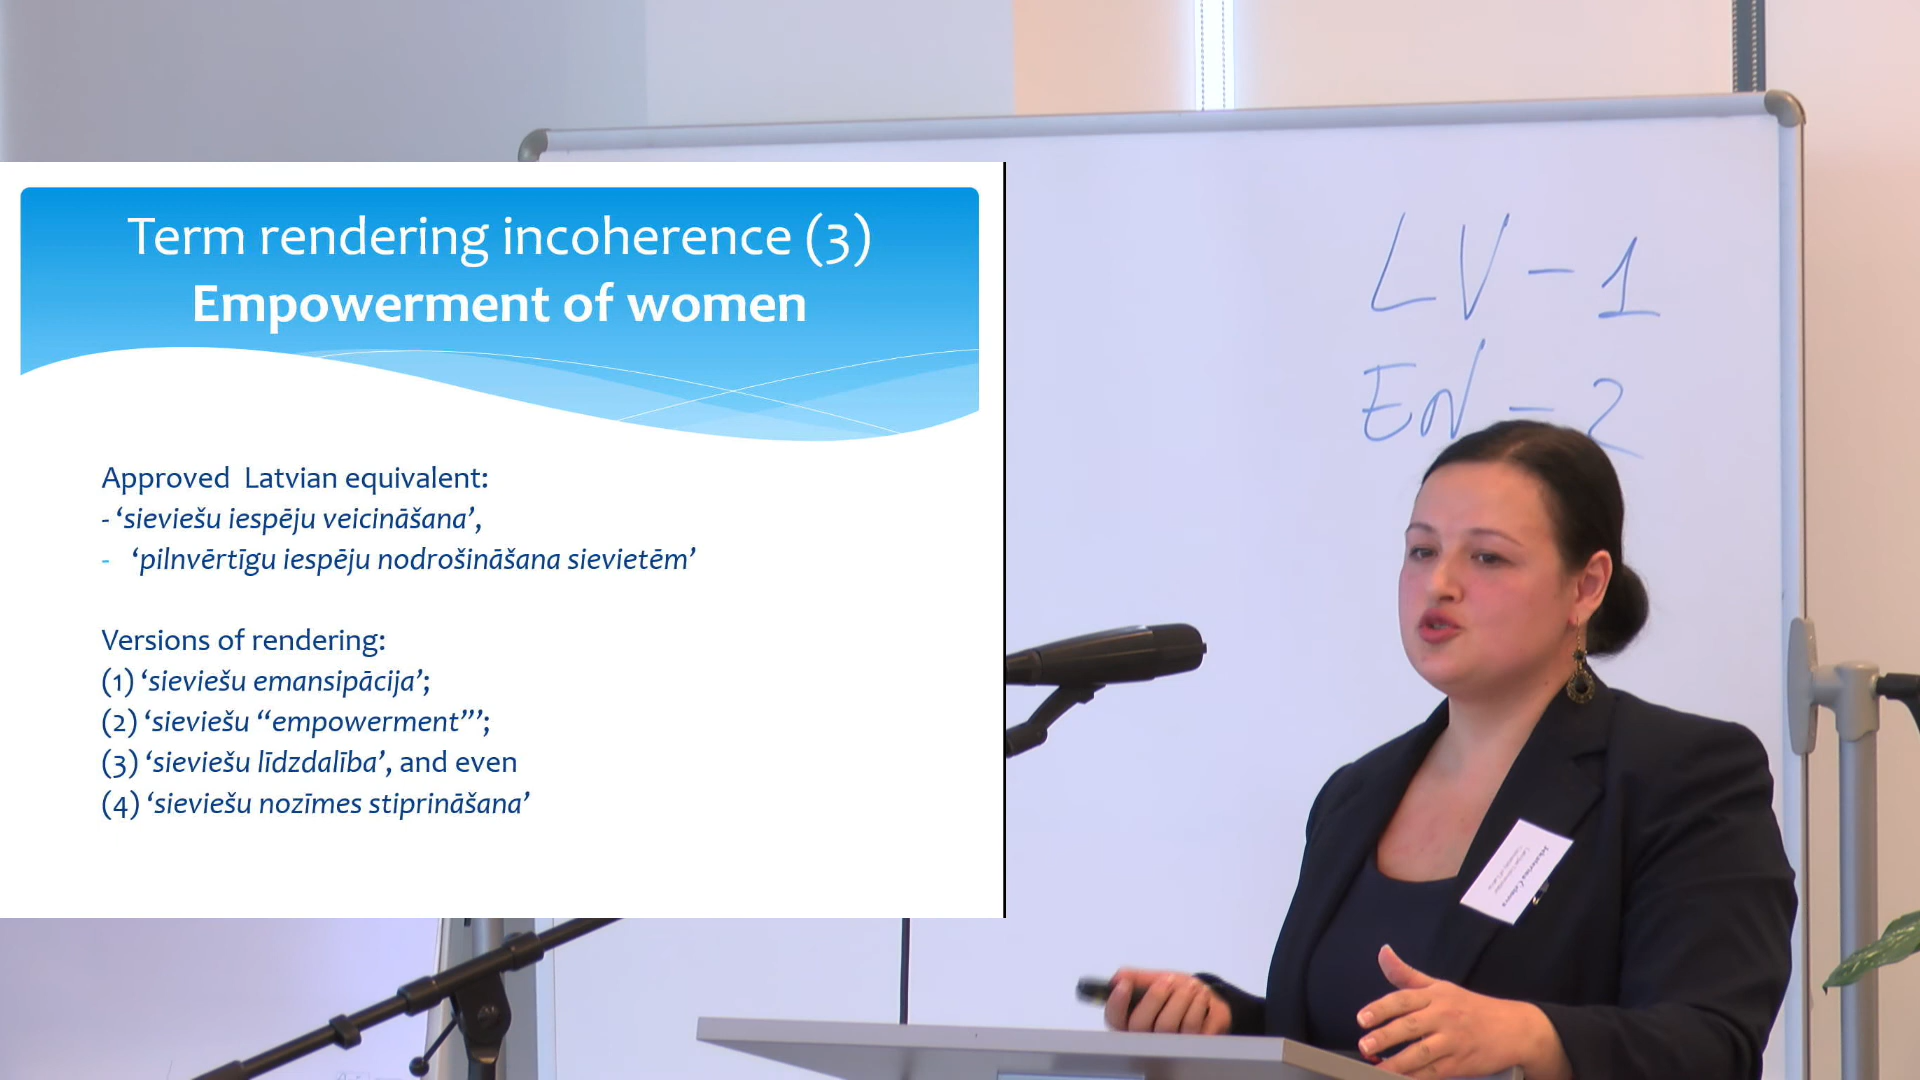 Term rendering incoherence (3)
Empowerment of women
Approved Latvian equivalent:
- ‘sieviešu iespēju veicināšana’,
- ‘pilnvērtīgu iespēju nodrošināšana sievietēm’
Versions of rendering:
(1) ‘sieviešu emansipācija’;
(2) ‘sieviešu “empowerment”’;
(3) ‘sieviešu līdzdalība’, and even
(4) ‘sieviešu nozīmes stiprināšana’
LV – 1
EN – 2